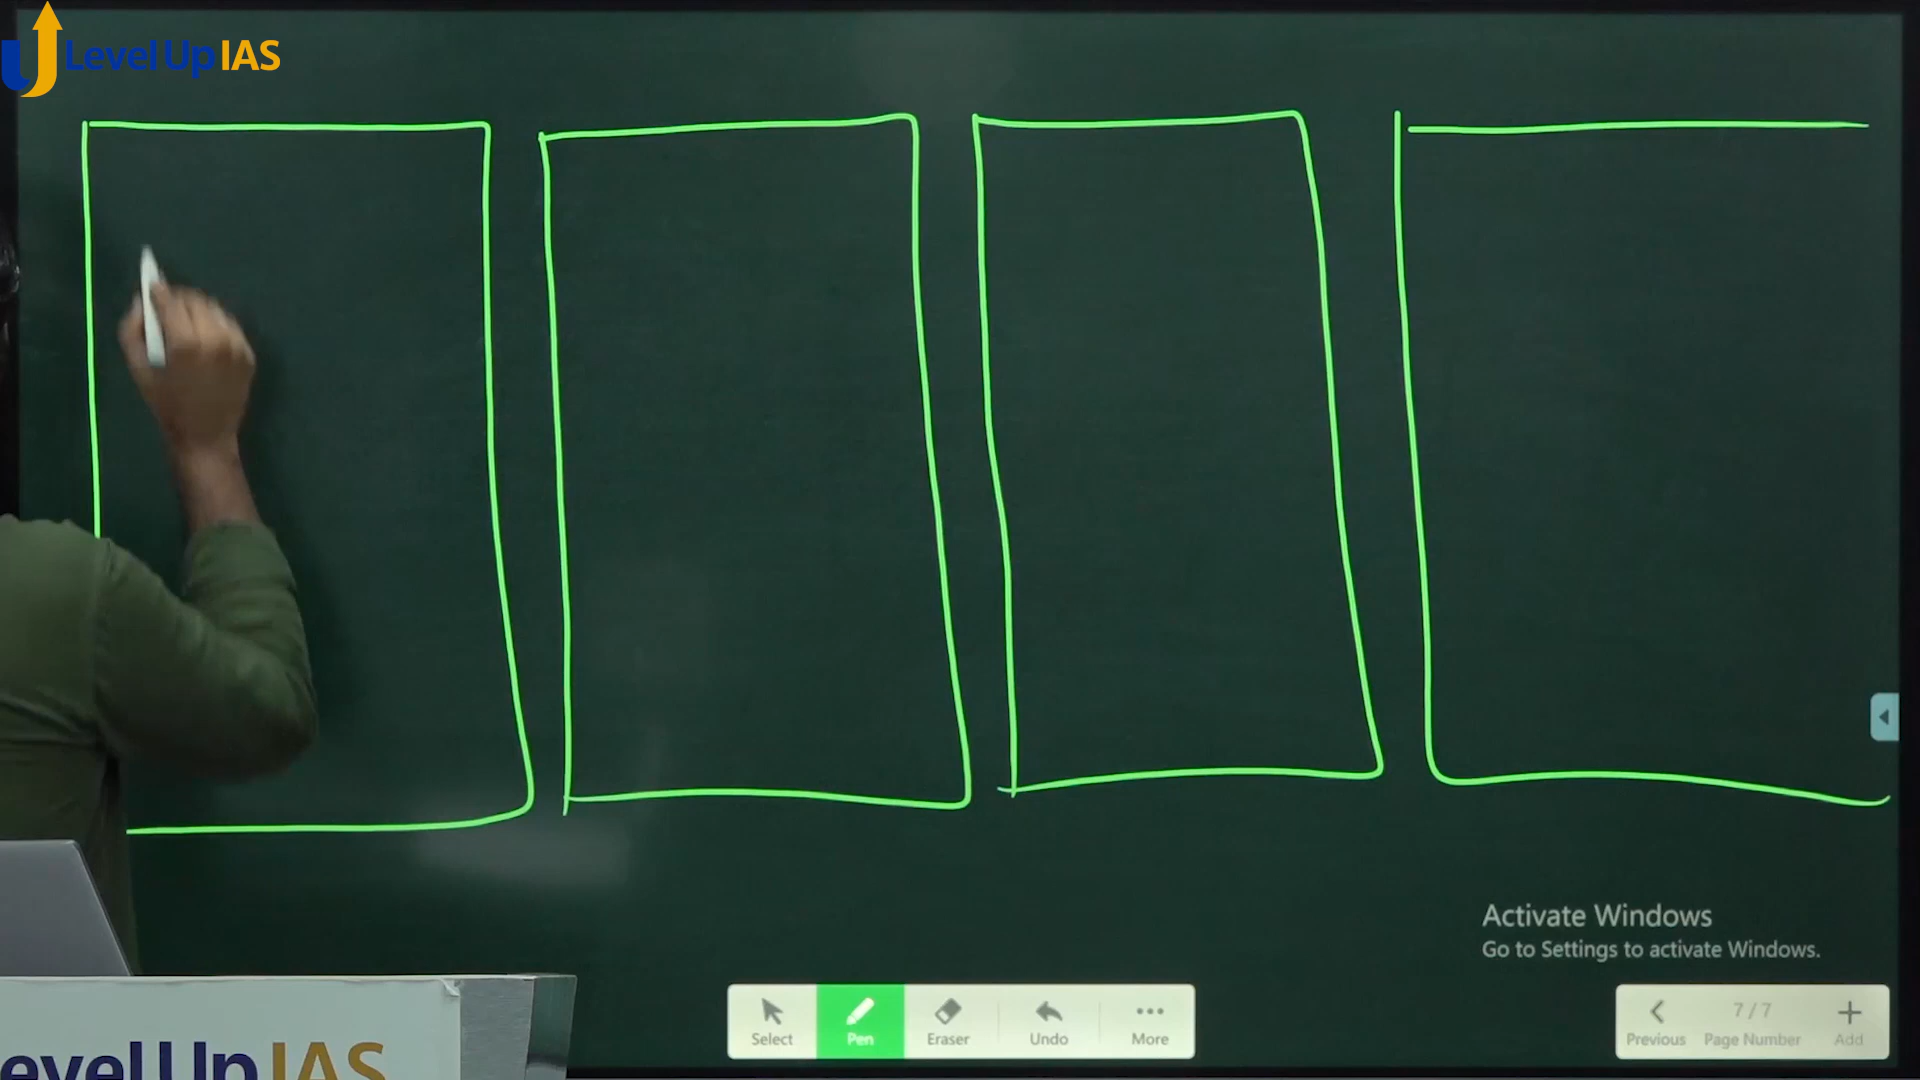 Level Up IAS
Activate Windows
Go to Settings to activate Windows.
Select
Pen
Eraser
Undo
More
Previous
7 / 7
Page Number
Add
evel Up IAS